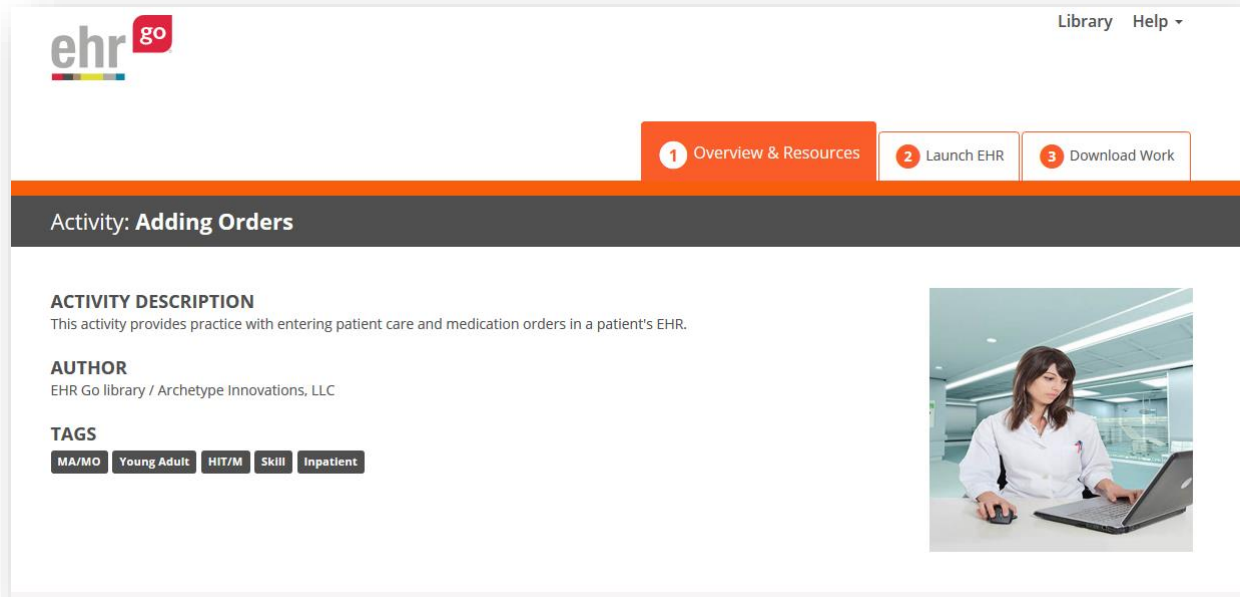 ehr go
Library Help
1 Overview & Resources 2 Launch EHR 3 Download Work
Activity: Adding Orders
ACTIVITY DESCRIPTION
This activity provides practice with entering patient care and medication orders in a patient's EHR.
AUTHOR
EHR Go library / Archetype Innovations, LLC
TAGS
MA/MO Young Adult HIT/M Skill Inpatient